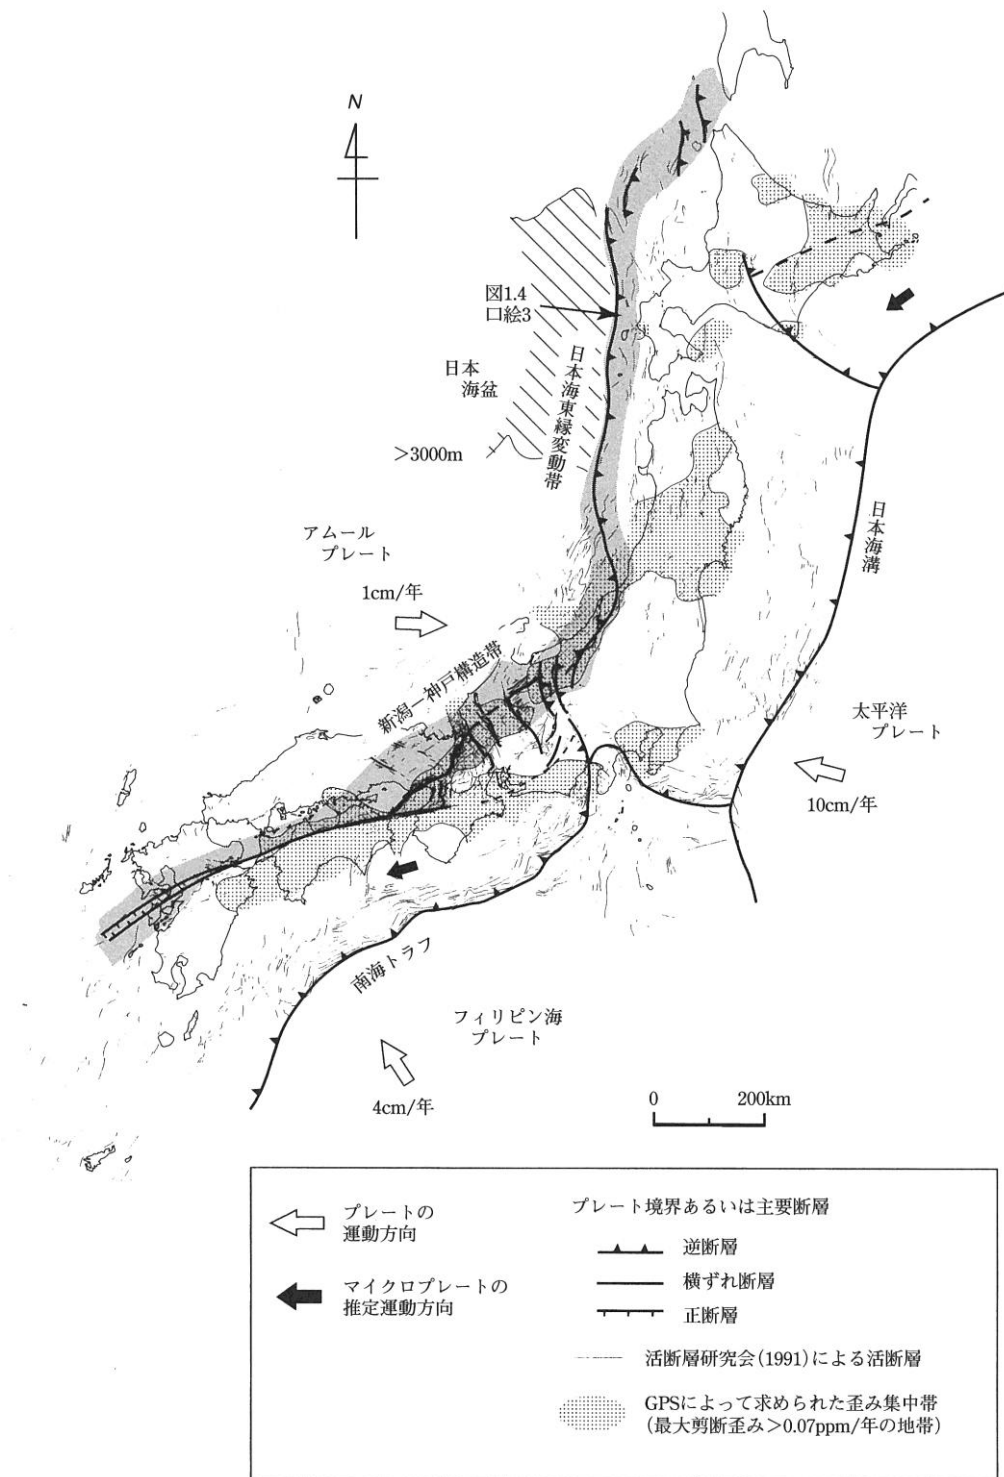 N
図1.4
口絵3
日本
海盆
日本海東縁変動帯
>3000m
日本海溝
アムール
プレート
1cm/年
新潟－神戸構造帯
太平洋
プレート
10cm/年
南海トラフ
フィリピン海
プレート
4cm/年
0 200km
プレートの
運動方向
マイクロプレートの
推定運動方向
プレート境界あるいは主要断層
逆断層
横ずれ断層
正断層
活断層研究会(1991)による活断層
GPSによって求められた歪み集中帯
(最大剪断歪み＞0.07ppm/年の地帯)